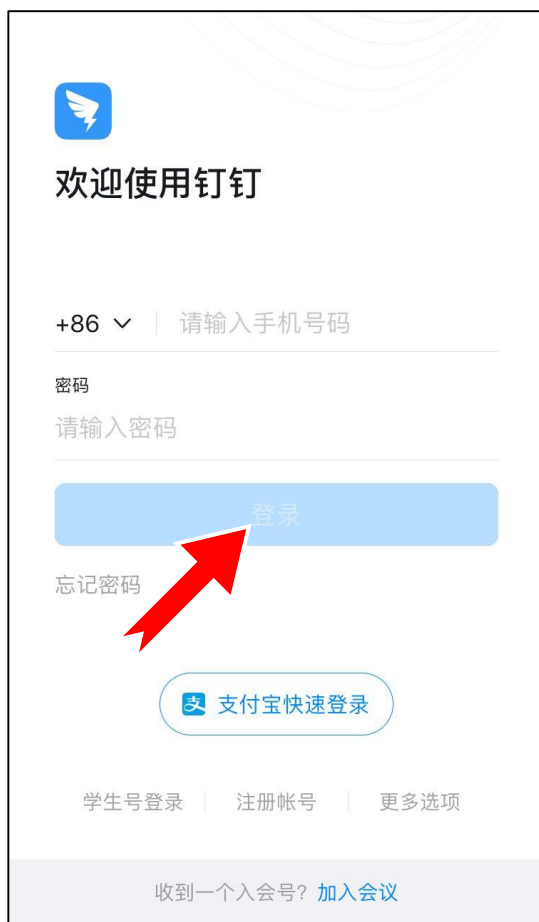 欢迎使用钉钉
+86 请输入手机号码
密码
请输入密码
登录
忘记密码
支 支付宝快速登录
学生号登录 注册帐号 更多选项
收到一个入会号? 加入会议